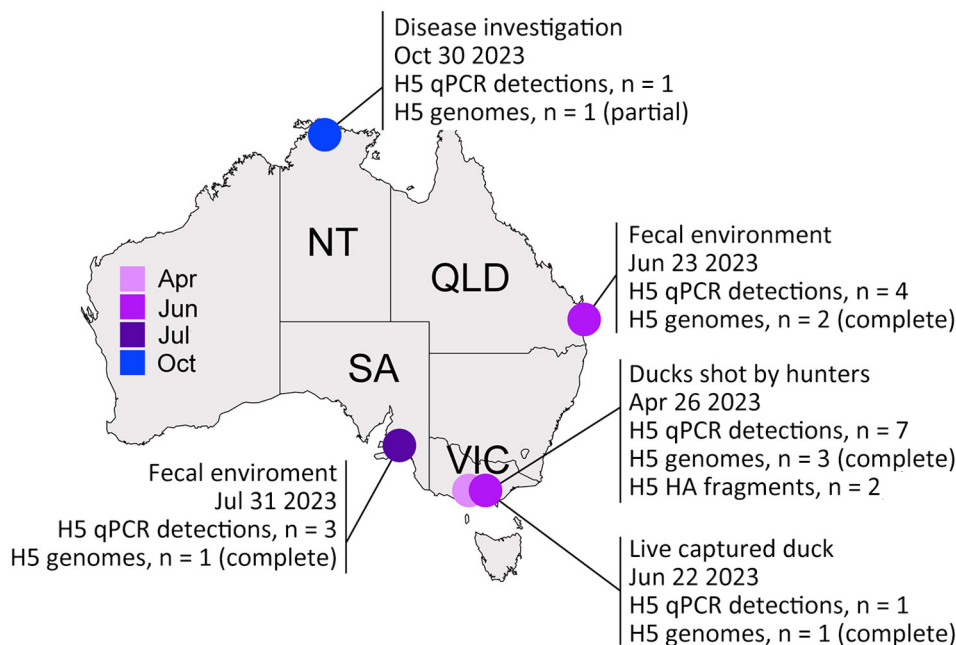 Disease investigation
Oct 30 2023
H5 qPCR detections, n = 1
H5 genomes, n = 1 (partial)
NT
QLD
Fecal environment
Jun 23 2023
H5 qPCR detections, n = 4
H5 genomes, n = 2 (complete)
Apr
Jun
Jul
Oct
SA
Ducks shot by hunters
Apr 26 2023
H5 qPCR detections, n = 7
H5 genomes, n = 3 (complete)
H5 HA fragments, n = 2
VIC
Fecal enviroment
Jul 31 2023
H5 qPCR detections, n = 3
H5 genomes, n = 1 (complete)
Live captured duck
Jun 22 2023
H5 qPCR detections, n = 1
H5 genomes, n = 1 (complete)